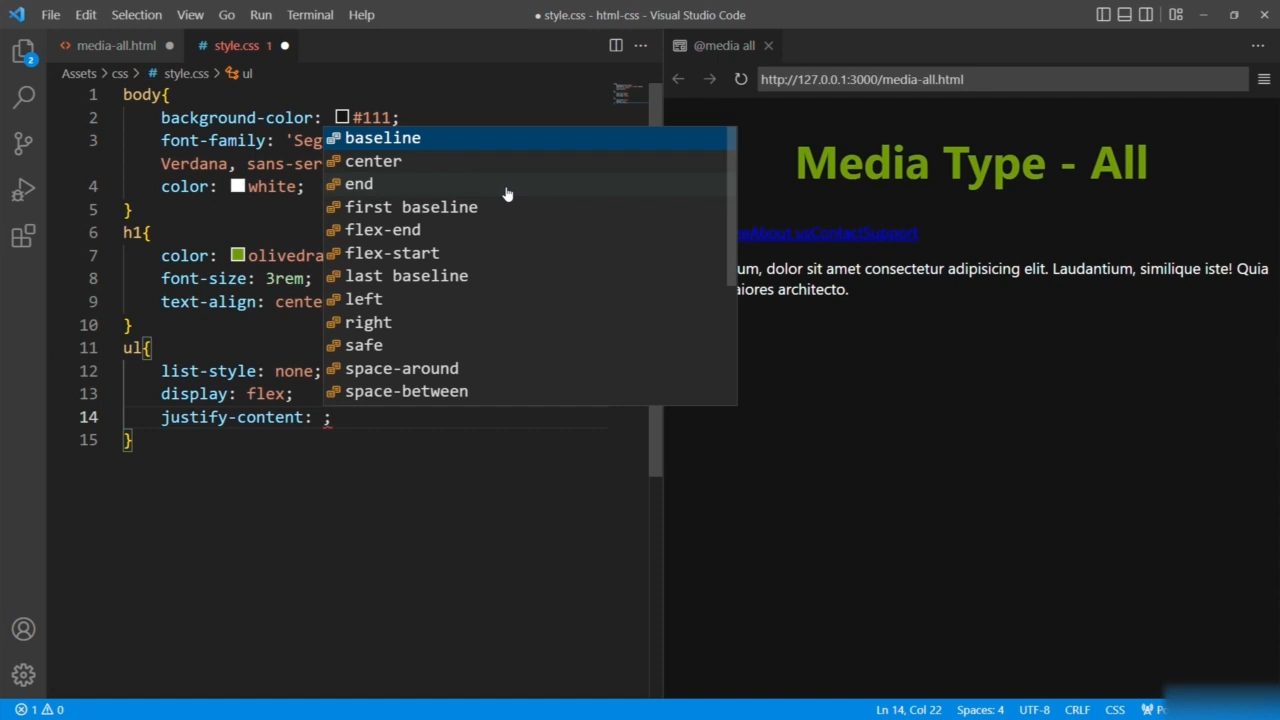 File Edit Selection View Go Run Terminal Help
● style.css - html-css - Visual Studio Code
media-all.html ●
# style.css 1 ●
@media all
2
Assets > css > # style.css > ul
http://127.0.0.1:3000/media-all.html
1 body{
2 background-color: #111;
3 font-family: 'Seg
Verdana, sans-ser
4 color: white;
5 }
6 h1{
7 color: olivedra
8 font-size: 3rem;
9 text-align: cente
10 }
11 ul{
12 list-style: none;
13 display: flex;
14 justify-content: ;
15 }
baseline
center
end
first baseline
flex-end
flex-start
last baseline
left
right
safe
space-around
space-between
Media Type - All
About usContactSupport
um, dolor sit amet consectetur adipisicing elit. Laudantium, similique iste! Quia
aiores architecto.
1 0
Ln 14, Col 22 Spaces: 4 UTF-8 CRLF CSS